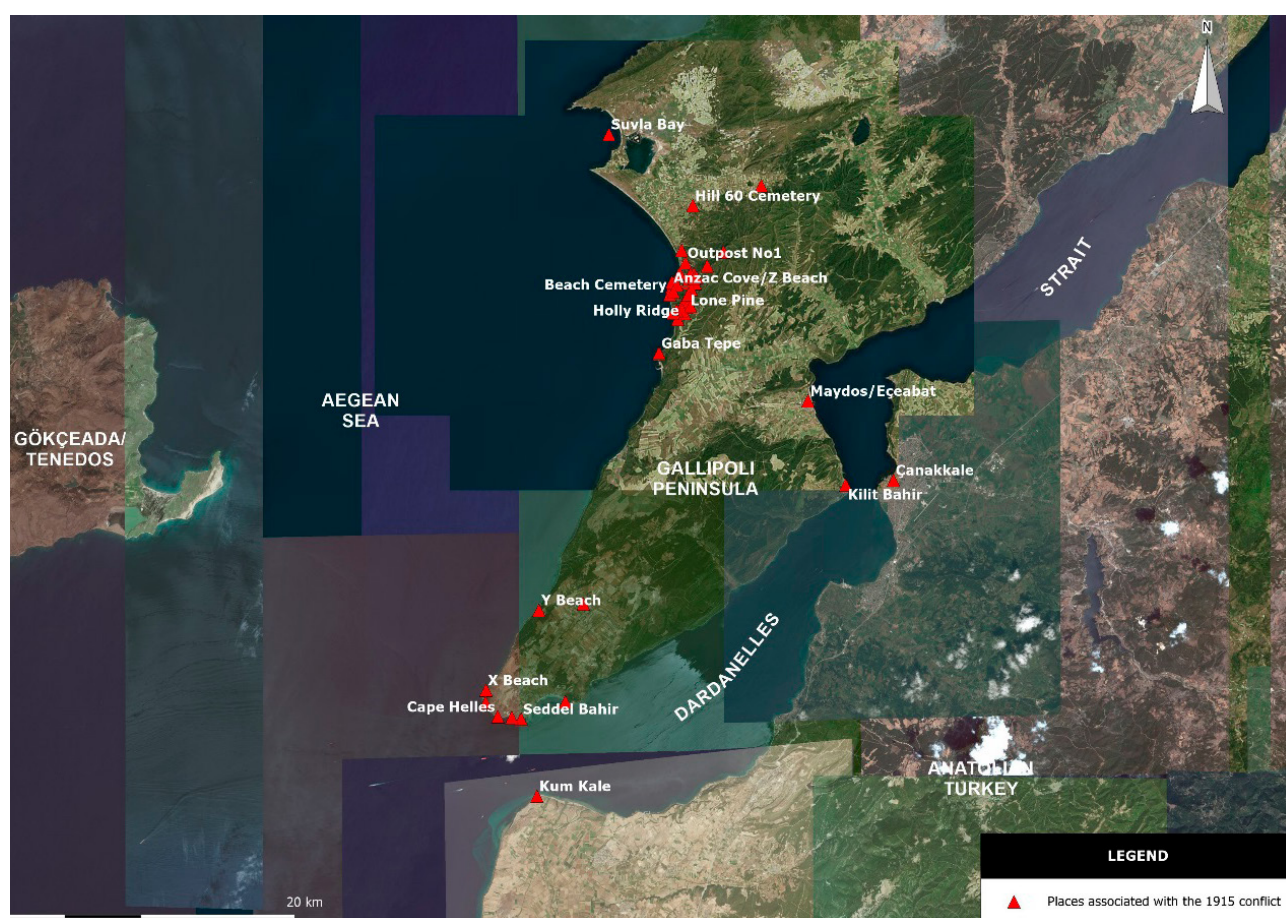 N
Suvla Bay
Hill 60 Cemetery
Outpost No1
Beach Cemetery
Anzac Cove/Z Beach
Lone Pine
Holly Ridge
Gaba Tepe
STRAIT
AEGEAN
SEA
Maydos/Eçeabat
GÖKÇEADA/
TENEDOS
GALLIPOLI
PENINSULA
Çanakkale
Kilit Bahir
Y Beach
DARDANELLES
X Beach
Cape Helles
Seddel Bahir
Kum Kale
ANATOLIAN
TURKEY
LEGEND
20 km
Places associated with the 1915 conflict